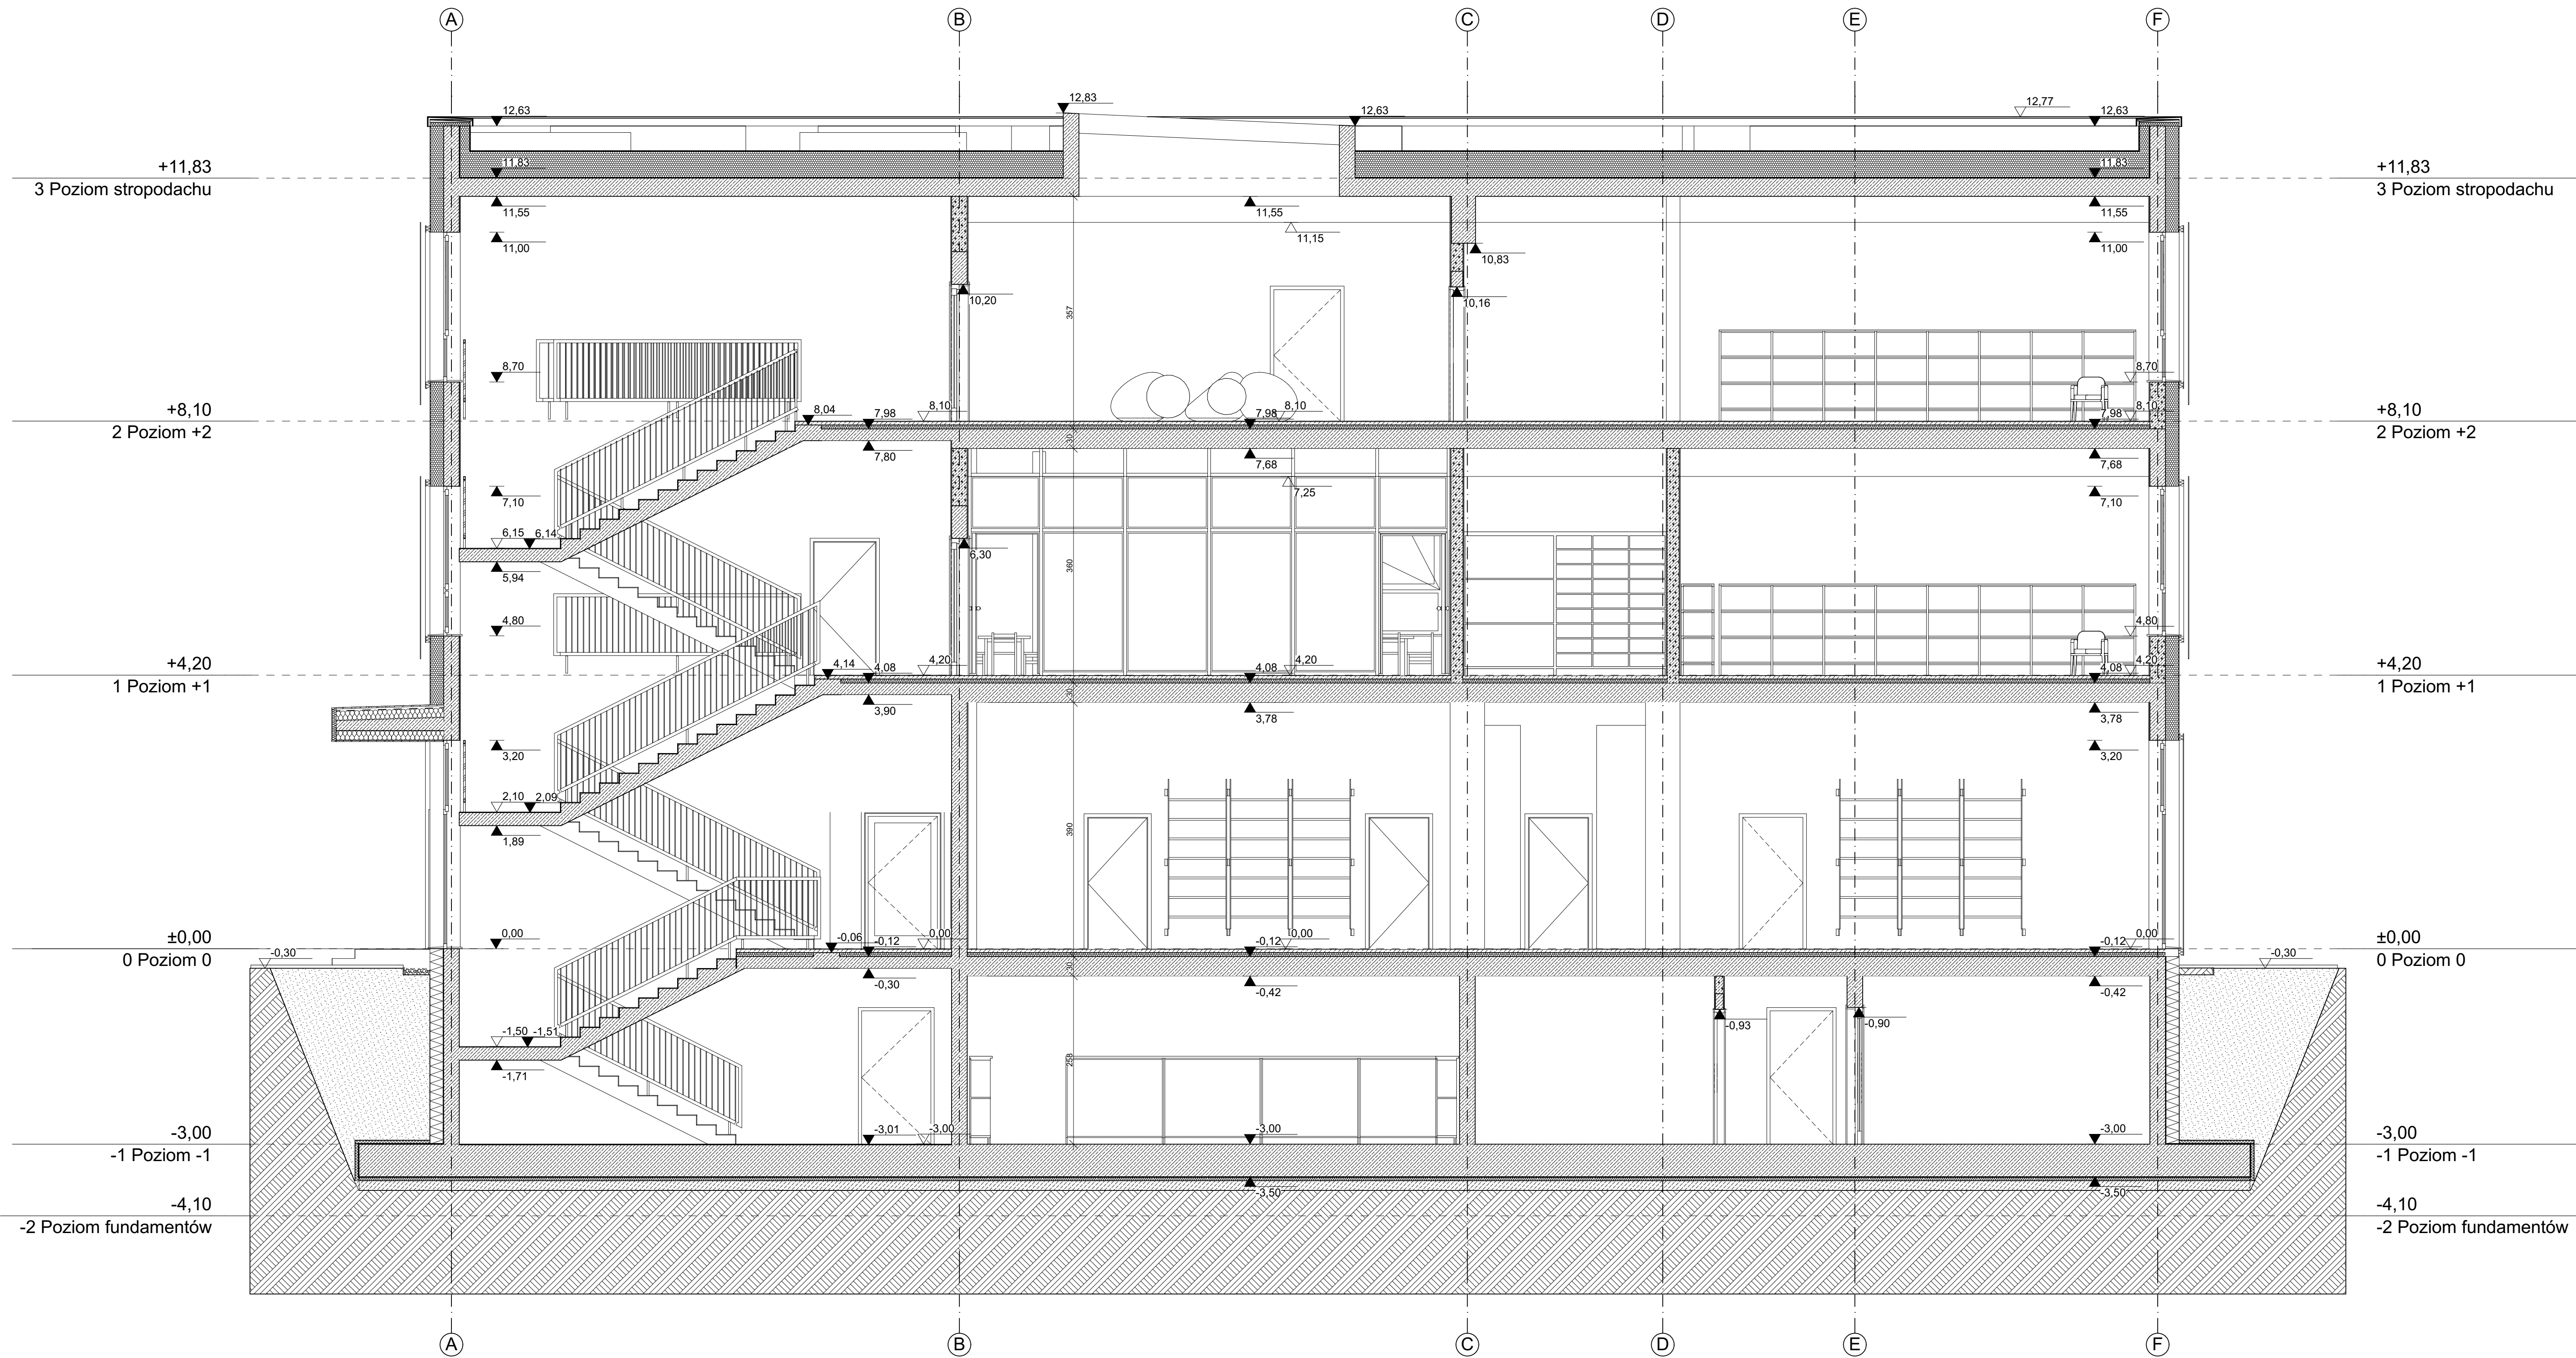 A B C D E F
12,83
12,63 12,63 12,77 12,63
+11,83 11,83 11,83 +11,83
3 Poziom stropodachu 3 Poziom stropodachu
11,55 11,55 11,55
11,15
11,00 11,00
10,83
10,20 10,16
357
8,70 8,70
+8,10 8,04 7,98 8,10 7,98 8,10 7,98 8,10 +8,10
2 Poziom +2 2 Poziom +2
30
7,80 7,68 7,68
7,25
7,10 7,10
6,15 6,14
6,30
5,94 360
4,80 4,80
+4,20 4,14 4,08 4,20 4,08 4,20 4,08 4,20 +4,20
1 Poziom +1 1 Poziom +1
30
3,90 3,78 3,78
3,20 3,20
2,10 2,09
1,89 390
±0,00 0,00 -0,06 -0,12 0,00 -0,12 0,00 -0,12 0,00 ±0,00
0 Poziom 0 0 Poziom 0
-0,30 -0,30
30
-0,30 -0,42 -0,42
-1,50 -1,51 -0,93 -0,90
-1,71 258
-3,00 -3,01 -3,00 -3,00 -3,00 -3,00
-1 Poziom -1 -1 Poziom -1
-3,50 -3,50
-4,10 -4,10
-2 Poziom fundamentów -2 Poziom fundamentów
A B C D E F